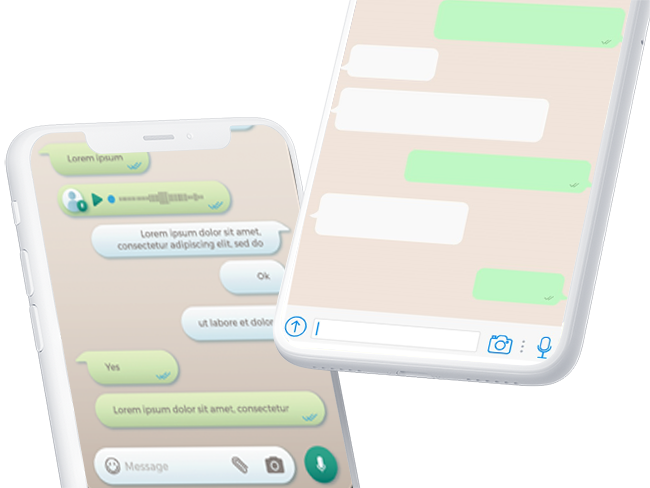 Lorem ipsum
Lorem ipsum dolor sit amet,
consectetur adipiscing elit, sed do
Ok
ut labore et dolor
Yes
Lorem ipsum dolor sit amet, consectetur
Message